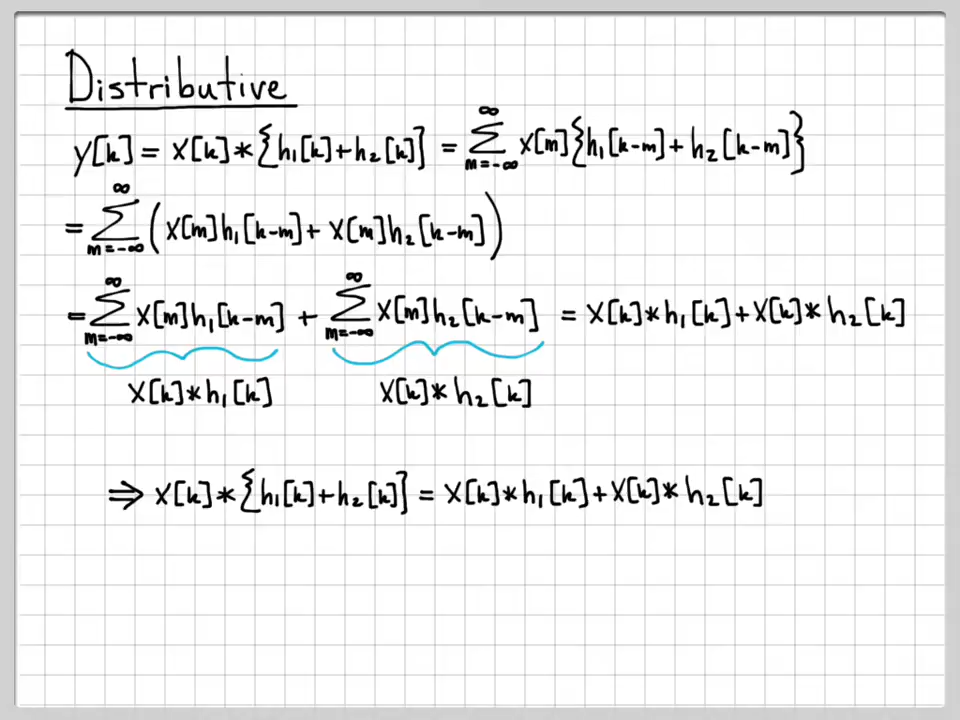 Distributive
y[k] = x[k]*{h₁[k]+h₂[k]} = ∑_{m=-∞}^{∞} x[m]{h₁[k-m]+h₂[k-m]}
= ∑_{m=-∞}^{∞} (x[m]h₁[k-m]+x[m]h₂[k-m])
= ∑_{m=-∞}^{∞} x[m]h₁[k-m] + ∑_{m=-∞}^{∞} x[m]h₂[k-m] = x[k]*h₁[k]+x[k]*h₂[k]
x[k]*h₁[k] x[k]*h₂[k]
⇒ x[k]*{h₁[k]+h₂[k]} = x[k]*h₁[k]+x[k]*h₂[k]